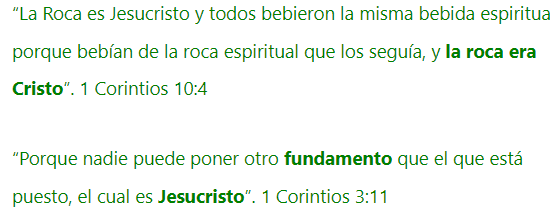 “La Roca es Jesucristo y todos bebieron la misma bebida espiritua
porque bebían de la roca espiritual que los seguía, y la roca era
Cristo”. 1 Corintios 10:4
“Porque nadie puede poner otro fundamento que el que está
puesto, el cual es Jesucristo”. 1 Corintios 3:11